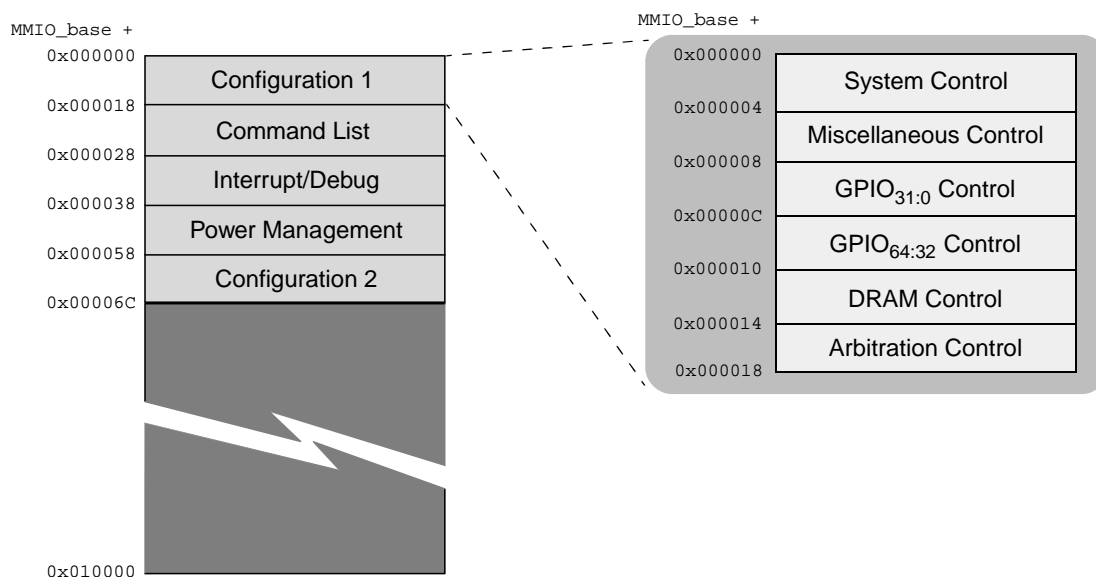 MMIO_base +
0x000000
Configuration 1
0x000018
Command List
0x000028
Interrupt/Debug
0x000038
Power Management
0x000058
Configuration 2
0x00006C
0x010000
MMIO_base +
0x000000
System Control
0x000004
Miscellaneous Control
0x000008
GPIO31:0 Control
0x00000C
GPIO64:32 Control
0x000010
DRAM Control
0x000014
Arbitration Control
0x000018